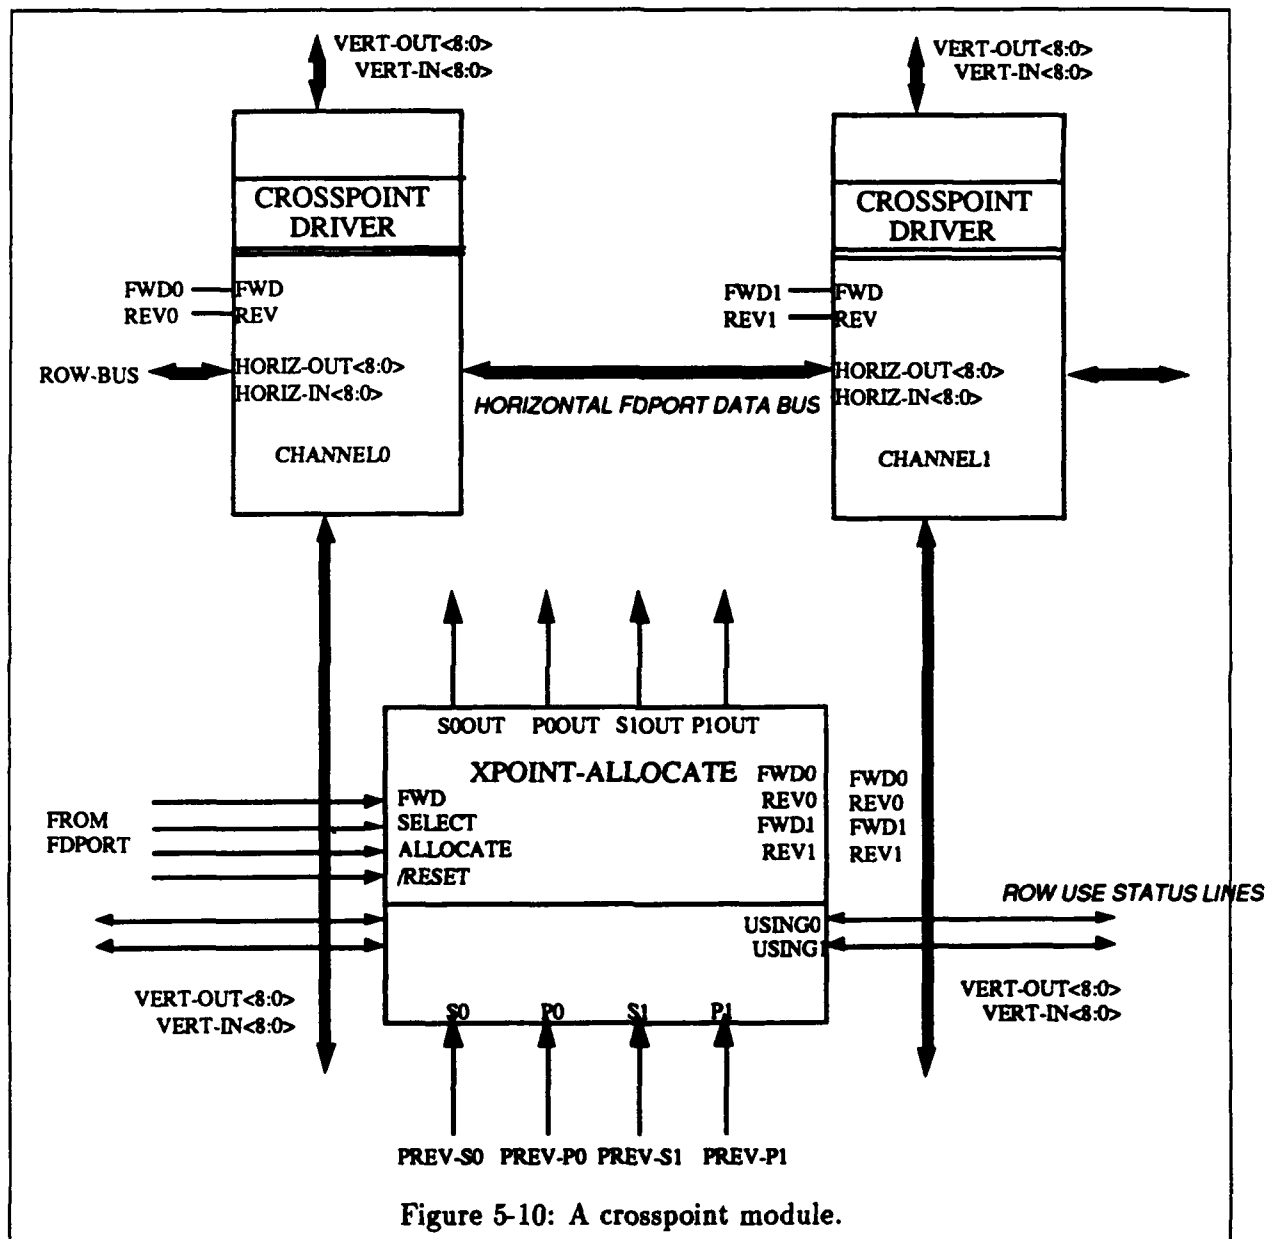 VERT-OUT<8:0>
VERT-IN<8:0>
VERT-OUT<8:0>
VERT-IN<8:0>
CROSSPOINT
DRIVER
CROSSPOINT
DRIVER
FWD0
FWD
REV0
REV
FWD1
FWD
REV1
REV
ROW-BUS
HORIZ-OUT<8:0>
HORIZ-IN<8:0>
HORIZONTAL FDPORT DATA BUS
HORIZ-OUT<8:0>
HORIZ-IN<8:0>
CHANNEL0
CHANNEL1
S0OUT P0OUT S1OUT P1OUT
XPOINT-ALLOCATE
FROM
FDPORT
FWD
SELECT
ALLOCATE
/RESET
FWD0
REV0
FWD1
REV1
FWD0
REV0
FWD1
REV1
ROW USE STATUS LINES
USING0
USING1
VERT-OUT<8:0>
VERT-IN<8:0>
VERT-OUT<8:0>
VERT-IN<8:0>
S0 P0 S1 P1
PREV-S0 PREV-P0 PREV-S1 PREV-P1
Figure 5-10: A crosspoint module.